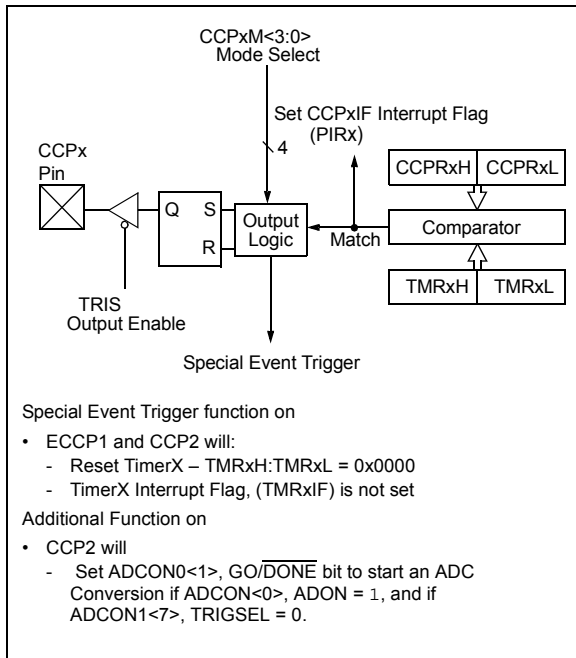 CCPxM<3:0>
Mode Select
Set CCPxIF Interrupt Flag
(PIRx)
4
CCPx
Pin
CCPRxH CCPRxL
Q S
R
Output
Logic
Match
Comparator
TRIS
Output Enable
TMRxH TMRxL
Special Event Trigger
Special Event Trigger function on
• ECCP1 and CCP2 will:
- Reset TimerX – TMRxH:TMRxL = 0x0000
- TimerX Interrupt Flag, (TMRxIF) is not set
Additional Function on
• CCP2 will
- Set ADCON0<1>, GO/DONE bit to start an ADC
Conversion if ADCON<0>, ADON = 1, and if
ADCON1<7>, TRIGSEL = 0.